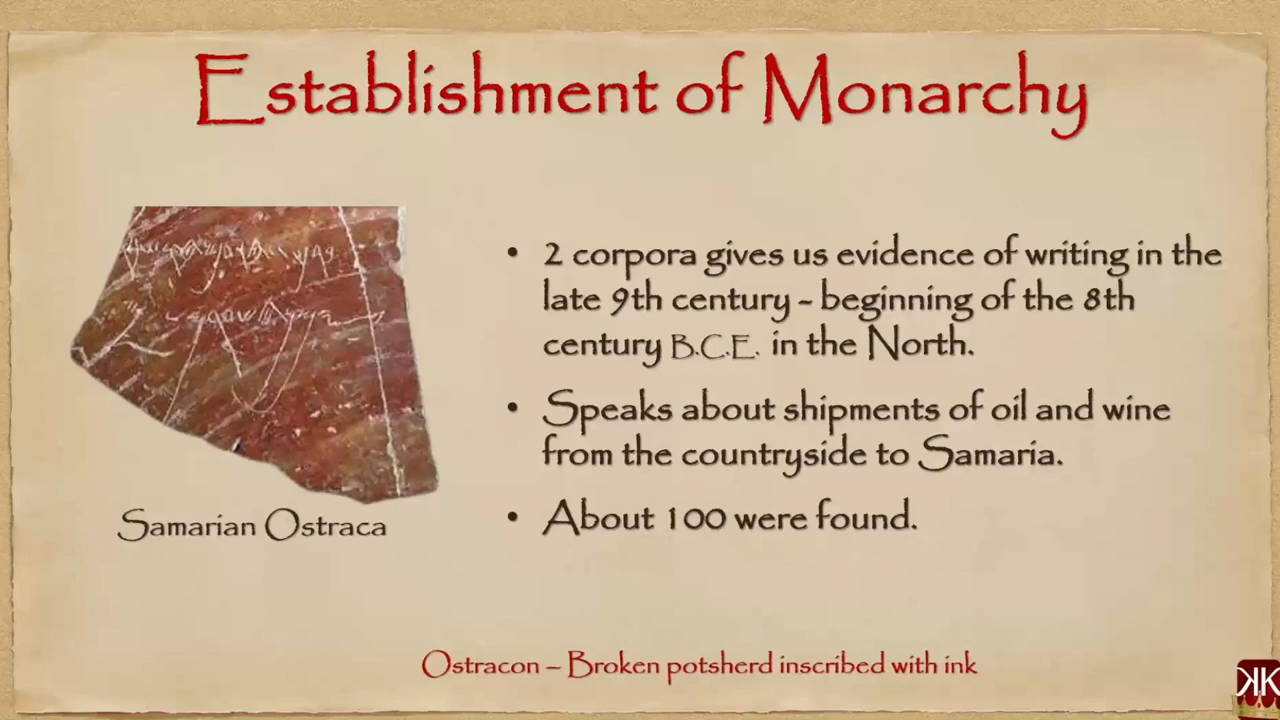 Establishment of Monarchy
• 2 corpora gives us evidence of writing in the
late 9th century - beginning of the 8th
century B.C.E. in the North.
• Speaks about shipments of oil and wine
from the countryside to Samaria.
• About 100 were found.
Samarian Ostraca
Ostracon – Broken potsherd inscribed with ink
KK